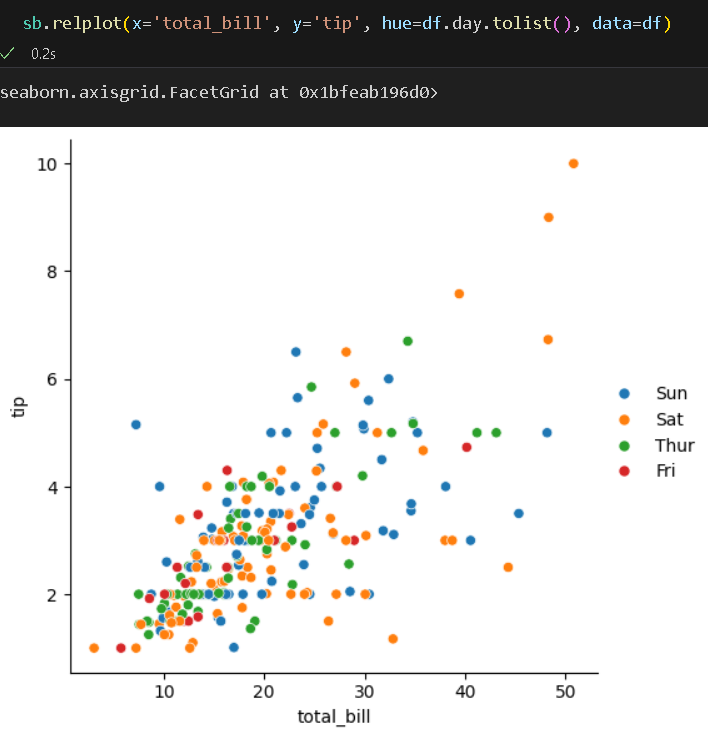 sb.relplot(x='total_bill', y='tip', hue=df.day.tolist(), data=df)
0.2s
seaborn.axisgrid.FacetGrid at 0x1bfeab196d0>
10
8
6
4
2
tip
10 20 30 40 50
total_bill
Sun
Sat
Thur
Fri